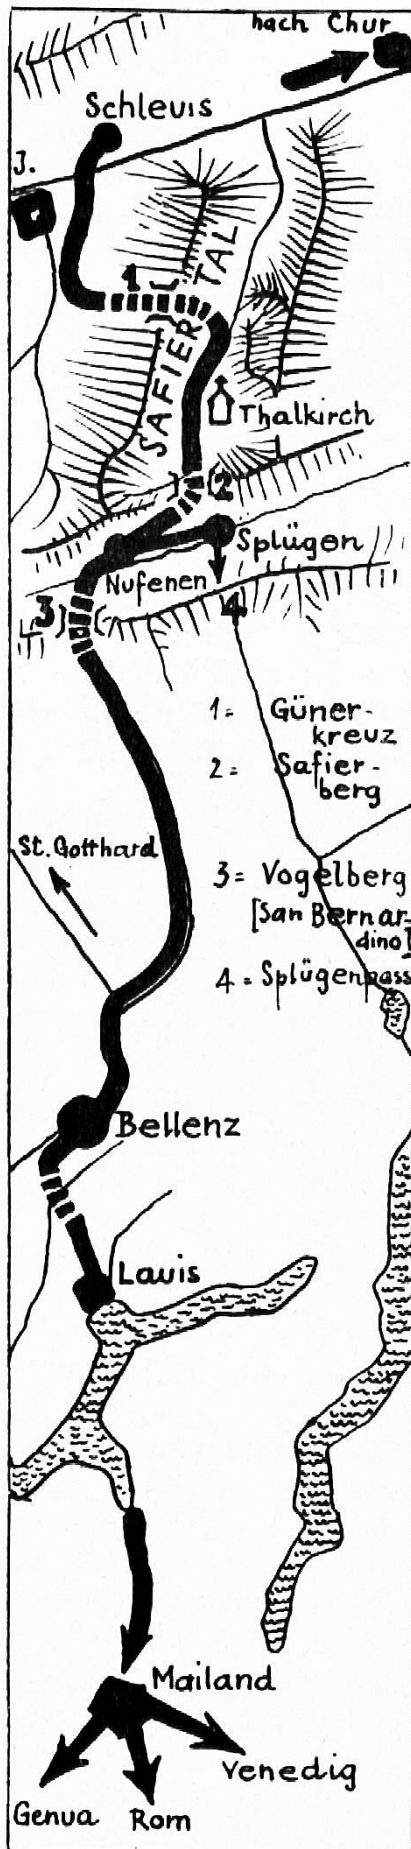 nach Chur
Schleuis
J.
1
SAFIER TAL
Thalkirch
2
Splügen
Nufenen
3
4
1= Güner-
kreuz
2= Safier-
berg
St. Gotthard
3= Vogelberg
[San Bernar-
dino]
4= Splügenpass
Bellenz
Lauis
Mailand
Venedig
Genua
Rom